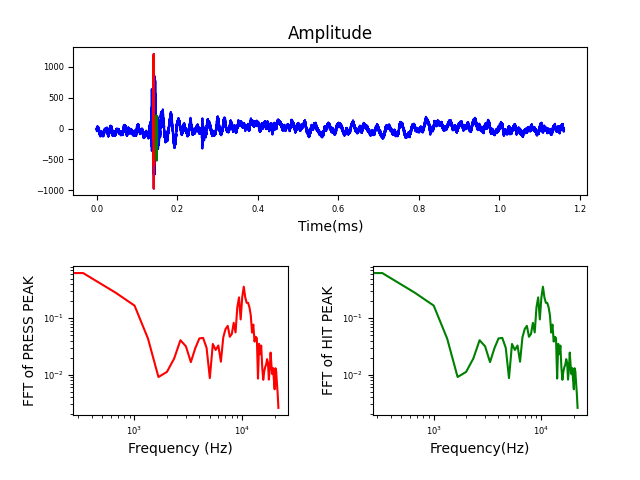 Amplitude
1000
500
0
−500
−1000
0.0 0.2 0.4 0.6 0.8 1.0 1.2
Time(ms)
FFT of PRESS PEAK
10⁻¹
10⁻²
10³ 10⁴
Frequency (Hz)
FFT of HIT PEAK
10⁻¹
10⁻²
10³ 10⁴
Frequency(Hz)